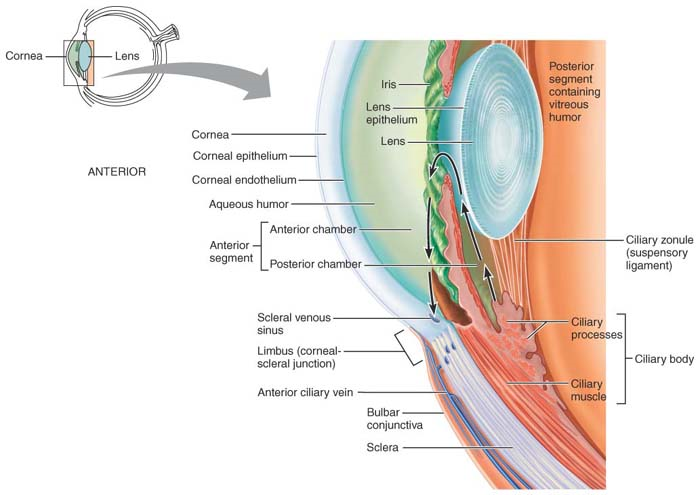 Cornea
Lens
ANTERIOR
Iris
Lens
epithelium
Lens
Cornea
Corneal epithelium
Corneal endothelium
Aqueous humor
Anterior
segment
Anterior chamber
Posterior chamber
Scleral venous
sinus
Limbus (corneal-
scleral junction)
Anterior ciliary vein
Bulbar
conjunctiva
Sclera
Posterior
segment
containing
vitreous
humor
Ciliary zonule
(suspensory
ligament)
Ciliary
processes
Ciliary body
Ciliary
muscle